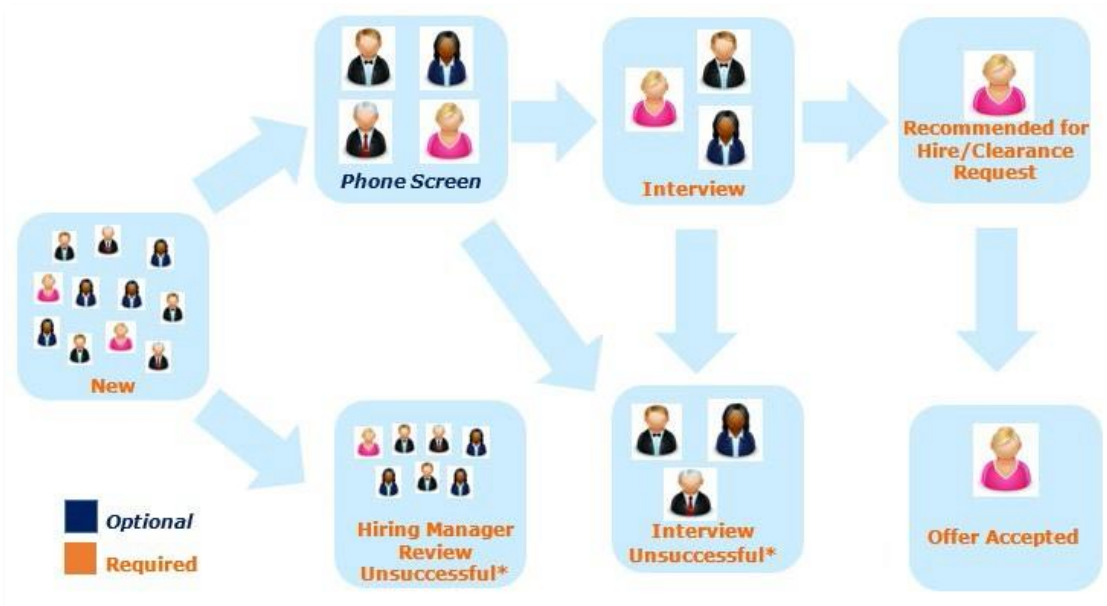 Phone Screen
Interview
Recommended for
Hire/Clearance
Request
New
Optional
Required
Hiring Manager
Review
Unsuccessful*
Interview
Unsuccessful*
Offer Accepted